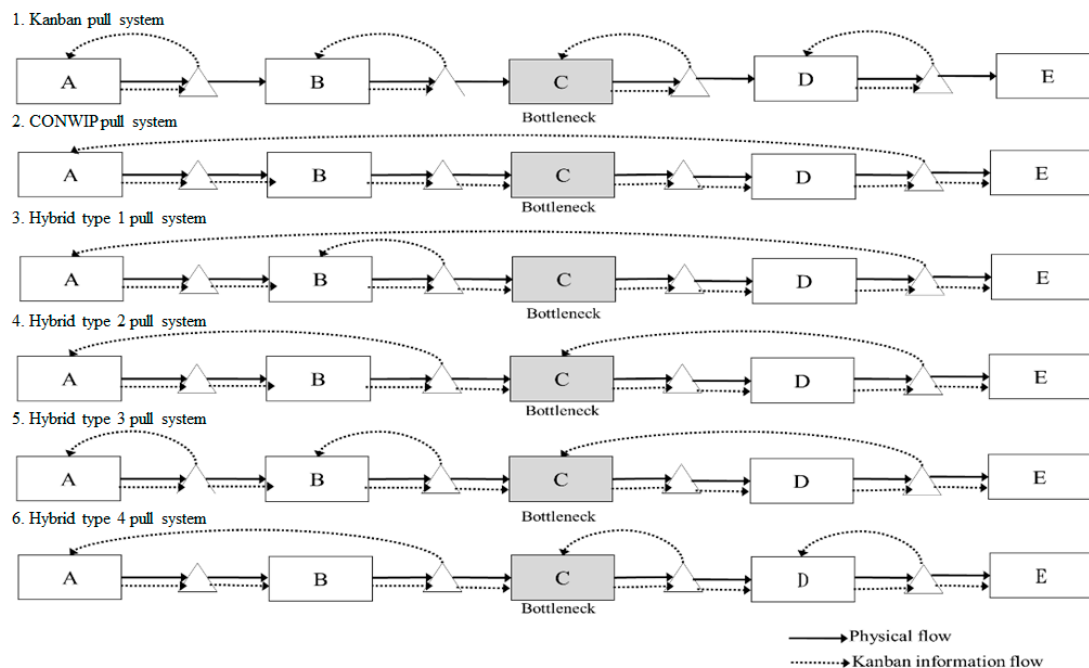 1. Kanban pull system
A B C D E
Bottleneck
2. CONWIP pull system
A B C D E
Bottleneck
3. Hybrid type 1 pull system
A B C D E
Bottleneck
4. Hybrid type 2 pull system
A B C D E
Bottleneck
5. Hybrid type 3 pull system
A B C D E
Bottleneck
6. Hybrid type 4 pull system
A B C D E
Bottleneck
Physical flow
Kanban information flow